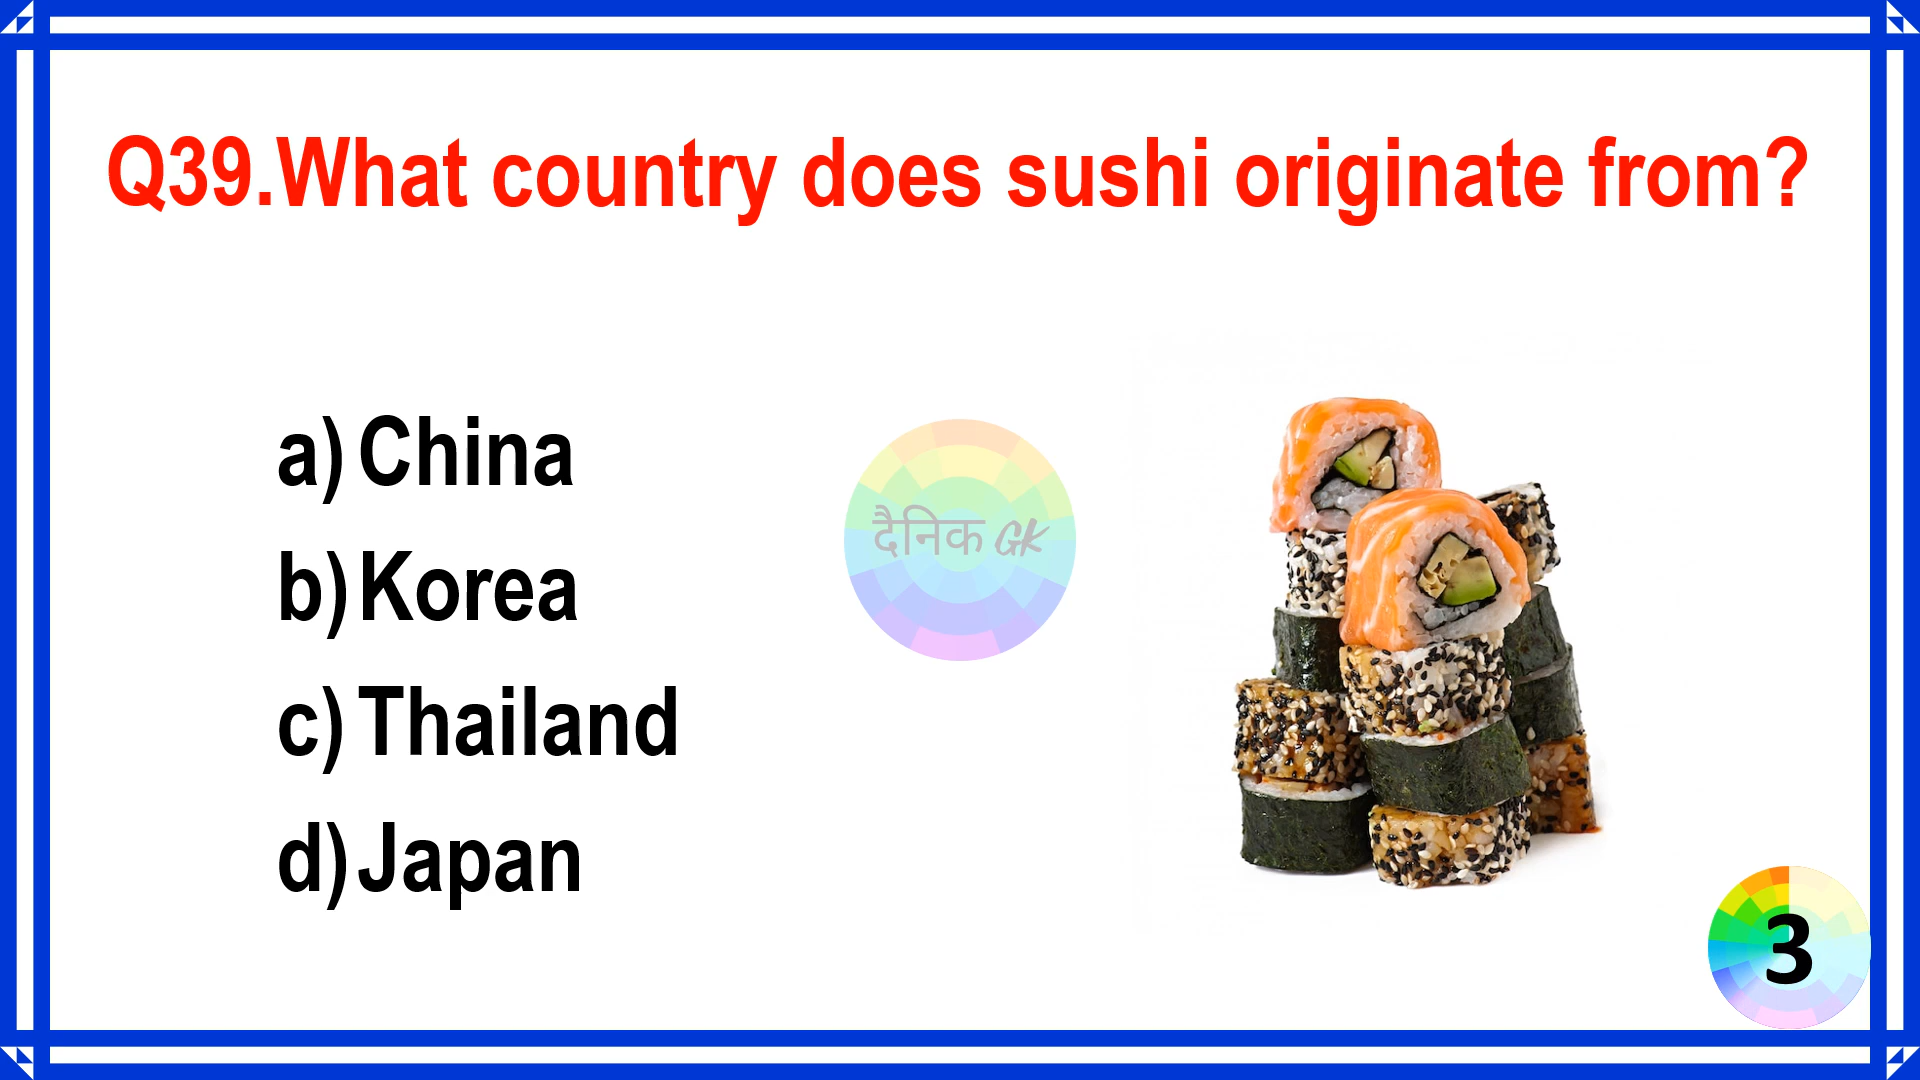 Q39.What country does sushi originate from?
a) China
b) Korea
c) Thailand
d) Japan
दैनिक GK
3